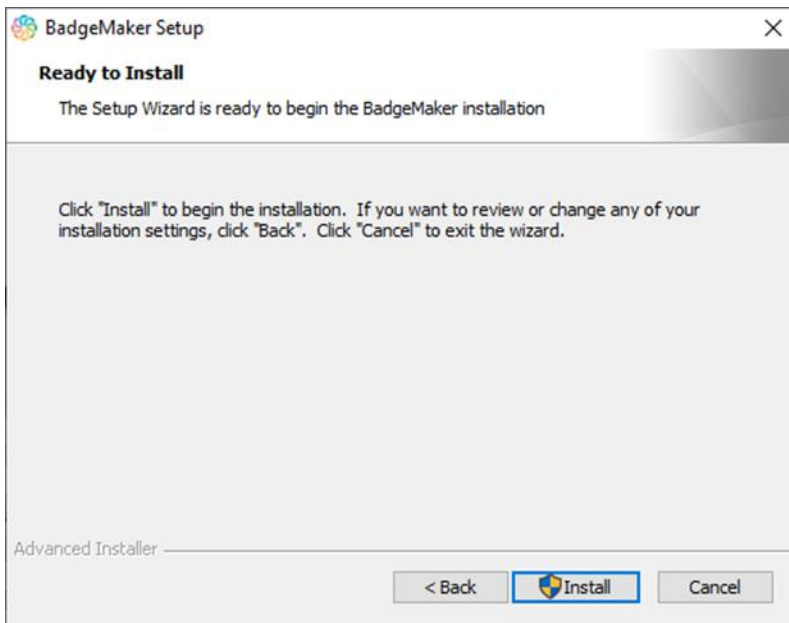 BadgeMaker Setup
Ready to Install
The Setup Wizard is ready to begin the BadgeMaker installation
Click "Install" to begin the installation. If you want to review or change any of your
installation settings, click "Back". Click "Cancel" to exit the wizard.
Advanced Installer
< Back
Install
Cancel